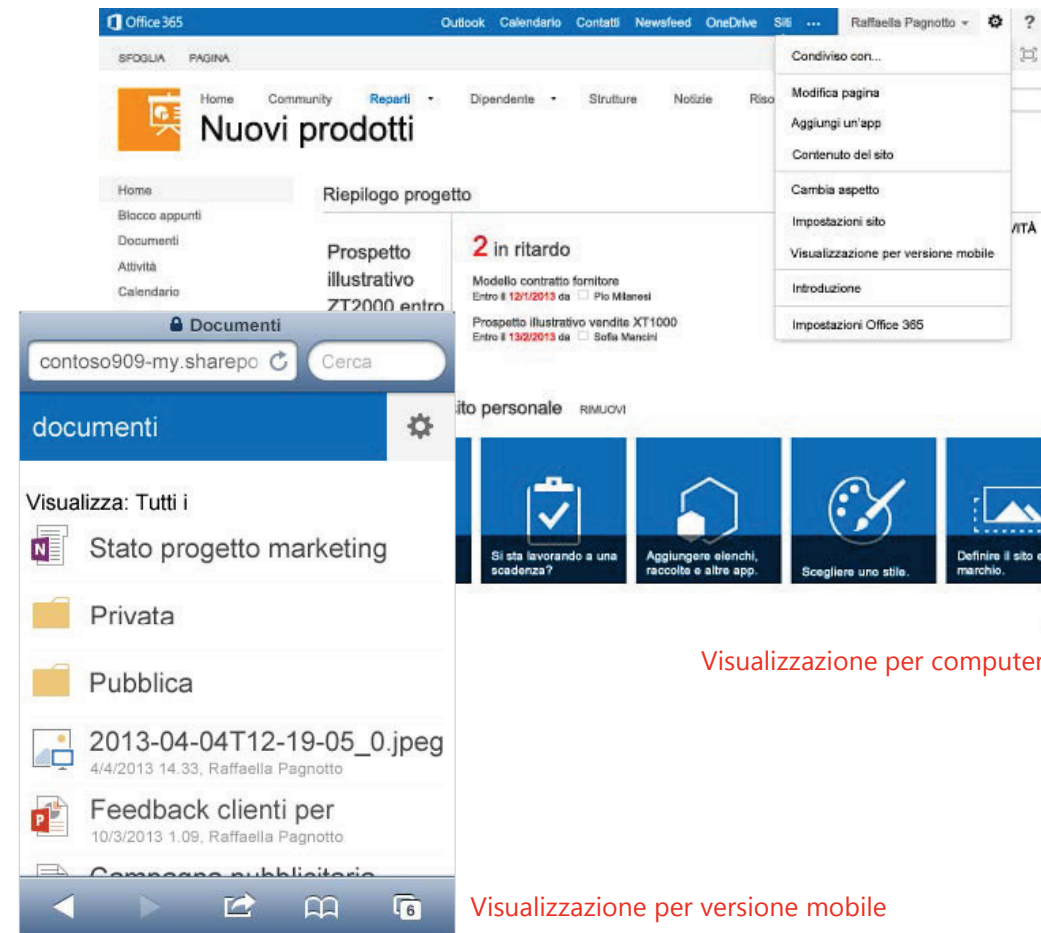 Office 365
Outlook Calendario Contatti Newsfeed OneDrive Siti ... Raffaella Pagnotto ?
SFOGLIA PAGINA
Home Community Reparti Dipendente Strutture Notizie Riso
Nuovi prodotti
Condiviso con...
Modifica pagina
Aggiungi un'app
Contenuto del sito
Cambia aspetto
Impostazioni sito
Visualizzazione per versione mobile
Introduzione
Impostazioni Office 365
Home
Blocco appunti
Documenti
Attività
Calendario
Riepilogo progetto
VITÀ
Prospetto
illustrativo
ZT2000 entro
2 in ritardo
Modello contratto fornitore
Entro il 12/1/2013 da Pio Milanesi
Prospetto illustrativo vendite XT1000
Entro il 13/2/2013 da Sofia Mancini
ito personale RIMUOVI
Si sta lavorando a una
scadenza?
Aggiungere elenchi,
raccolte e altre app.
Scegliere uno stile.
Definire il sito e
marchio.
Visualizzazione per computer
Documenti
contoso909-my.sharepo
Cerca
documenti
Visualizza: Tutti i
N
Stato progetto marketing
Privata
Pubblica
2013-04-04T12-19-05_0.jpeg
4/4/2013 14.33, Raffaella Pagnotto
P
Feedback clienti per
10/3/2013 1.09, Raffaella Pagnotto
Campagna pubblicitaria
6
Visualizzazione per versione mobile